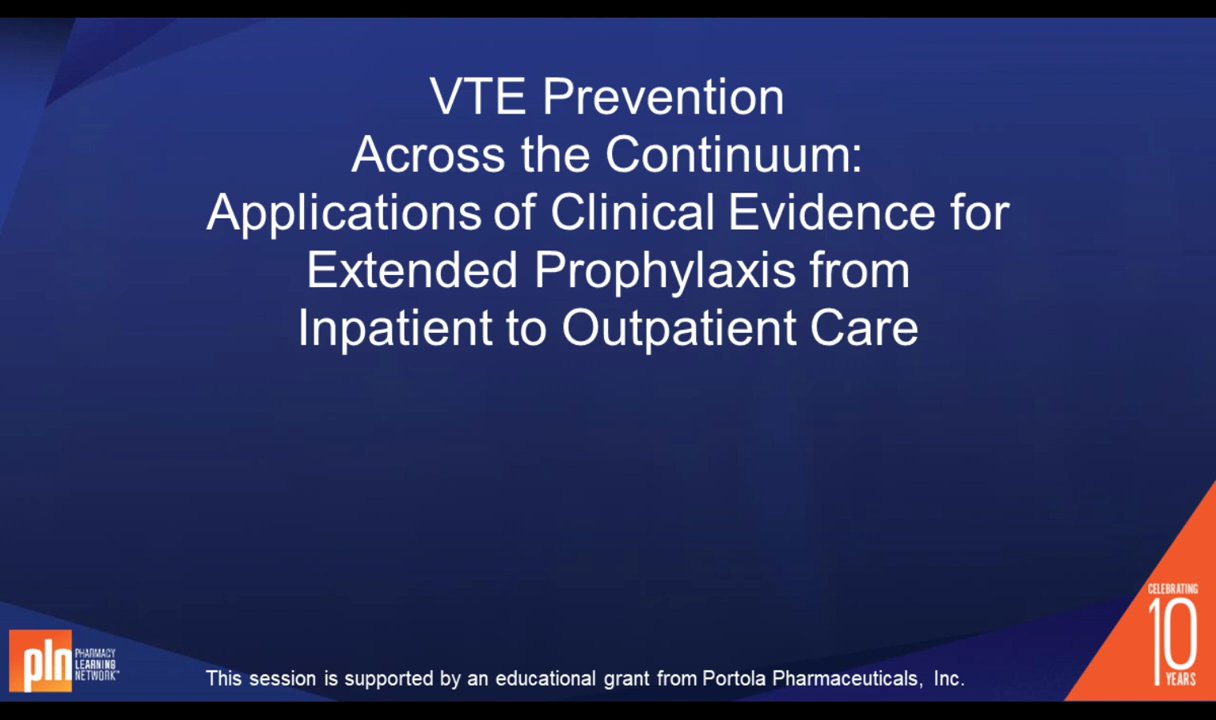 VTE Prevention
Across the Continuum:
Applications of Clinical Evidence for
Extended Prophylaxis from
Inpatient to Outpatient Care
CELEBRATING
10
YEARS
pln
PHARMACY
LEARNING
NETWORK™
This session is supported by an educational grant from Portola Pharmaceuticals, Inc.